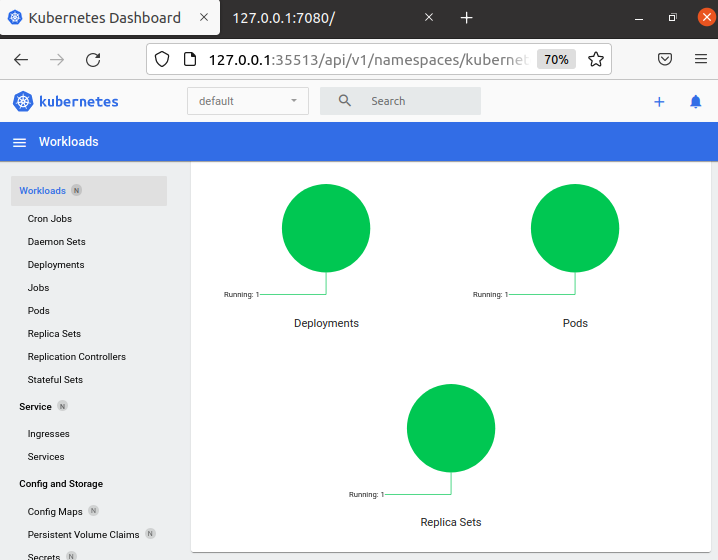 Kubernetes Dashboard
127.0.0.1:7080/
127.0.0.1:35513/api/v1/namespaces/kubernet
70%
kubernetes
default
Search
Workloads
Workloads N
Cron Jobs
Daemon Sets
Deployments
Jobs
Pods
Replica Sets
Replication Controllers
Stateful Sets
Service N
Ingresses
Services
Config and Storage
Config Maps N
Persistent Volume Claims N
Secrets N
Running: 1
Deployments
Running: 1
Pods
Running: 1
Replica Sets